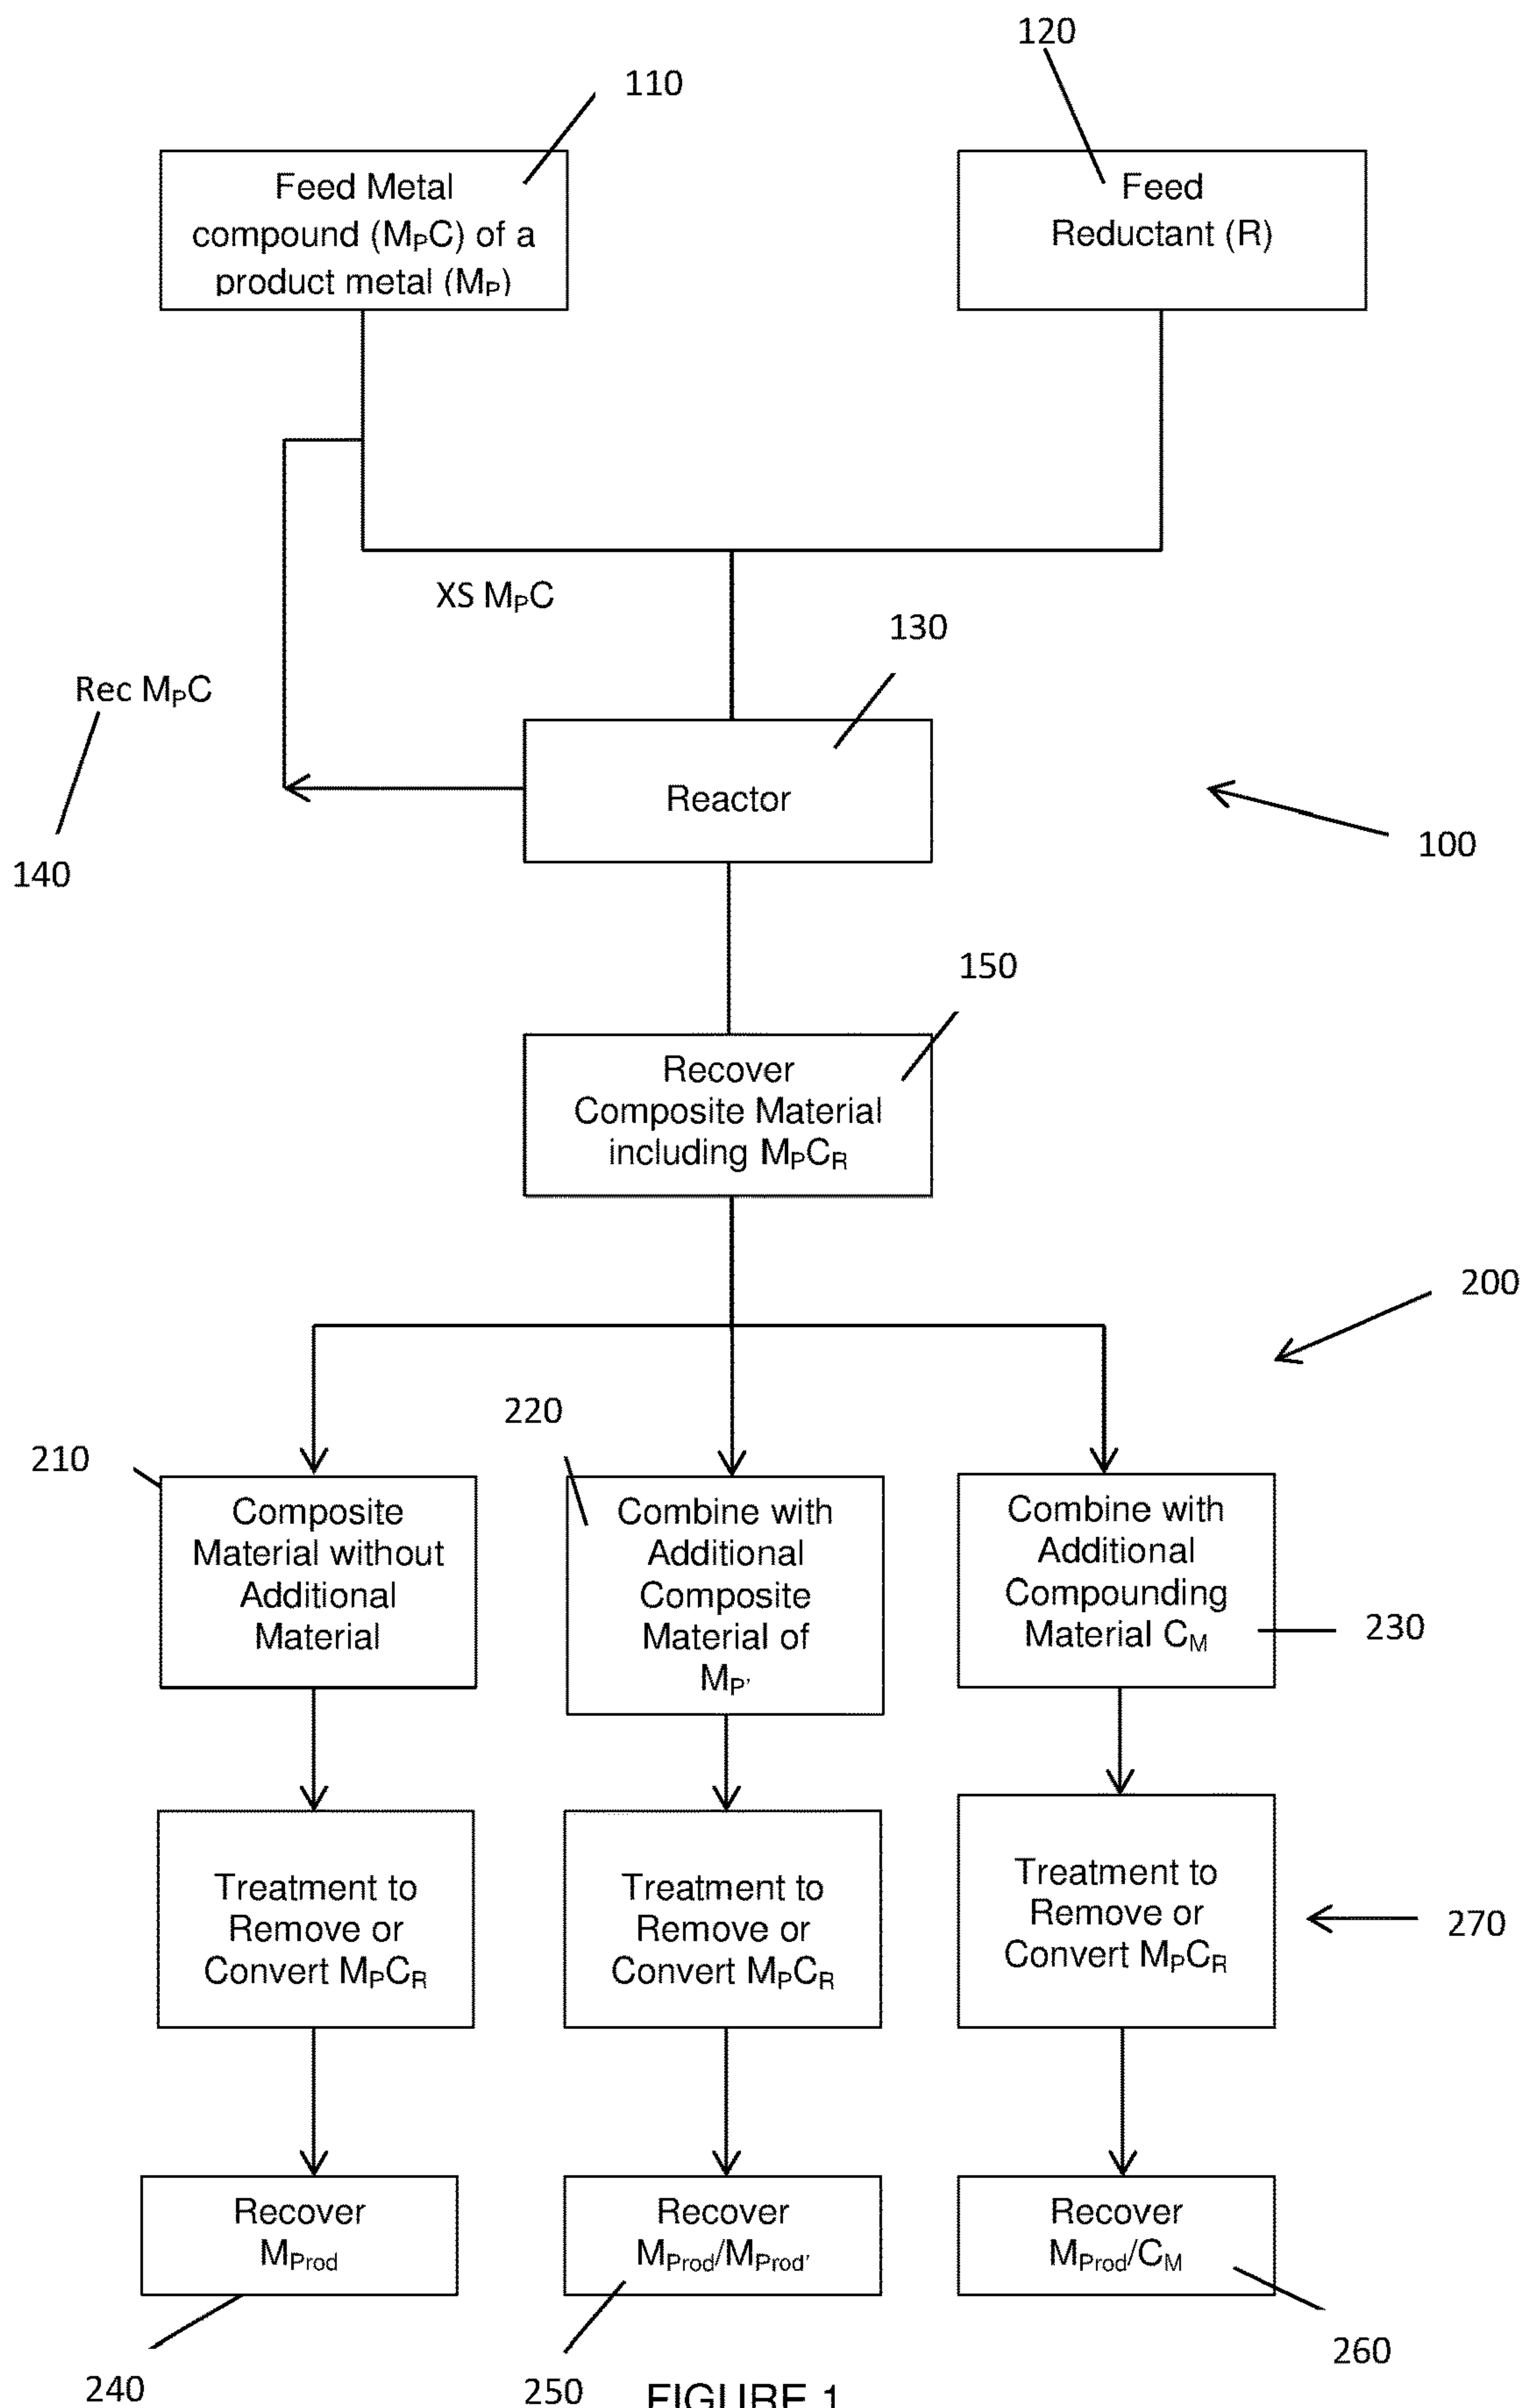 120
110
Feed Metal
compound (MPC) of a
product metal (MP)
Feed
Reductant (R)
XS MPC
130
Rec MPC
Reactor
100
140
150
Recover
Composite Material
including MPCR
200
220
210
Composite
Material without
Additional
Material
Combine with
Additional
Composite
Material of
MP'
Combine with
Additional
Compounding
Material CM
230
Treatment to
Remove or
Convert MPCR
Treatment to
Remove or
Convert MPCR
Treatment to
Remove or
Convert MPCR
270
Recover
MProd
Recover
MProd/MProd'
Recover
MProd/CM
260
240
250
FIGURE 1